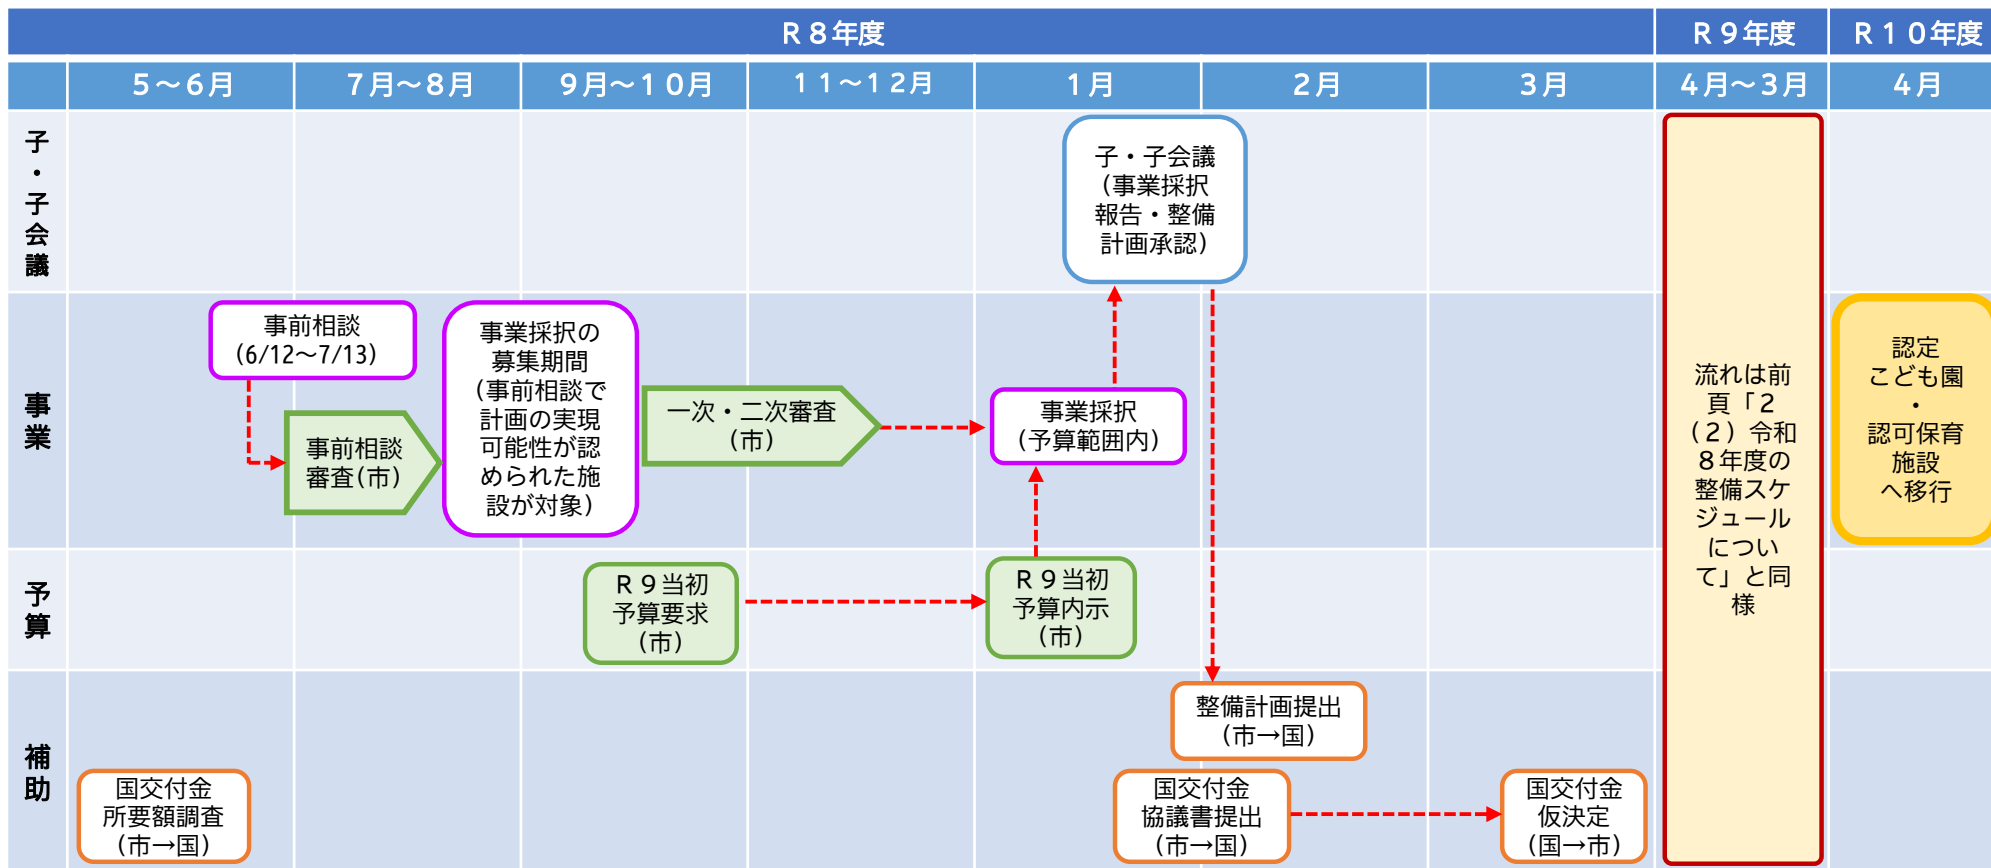 R8年度
R9年度
R10年度
5～6月
7月～8月
9月～10月
11～12月
1月
2月
3月
4月～3月
4月
子・子会議
子・子会議
（事業採択
報告・整備
計画承認）
事業
事前相談
（6/12～7/13）
事前相談
審査（市）
事業採択の
募集期間
（事前相談で
計画の実現
可能性が認
められた施
設が対象）
一次・二次審査
（市）
事業採択
（予算範囲内）
流れは前
頁「2
（2）令和
8年度の
整備スケ
ジュール
につい
て」と同
様
認定
こども園
・
認可保育
施設
へ移行
予算
R9当初
予算要求
（市）
R9当初
予算内示
（市）
補助
整備計画提出
（市→国）
国交付金
所要額調査
（市→国）
国交付金
協議書提出
（市→国）
国交付金
仮決定
（国→市）